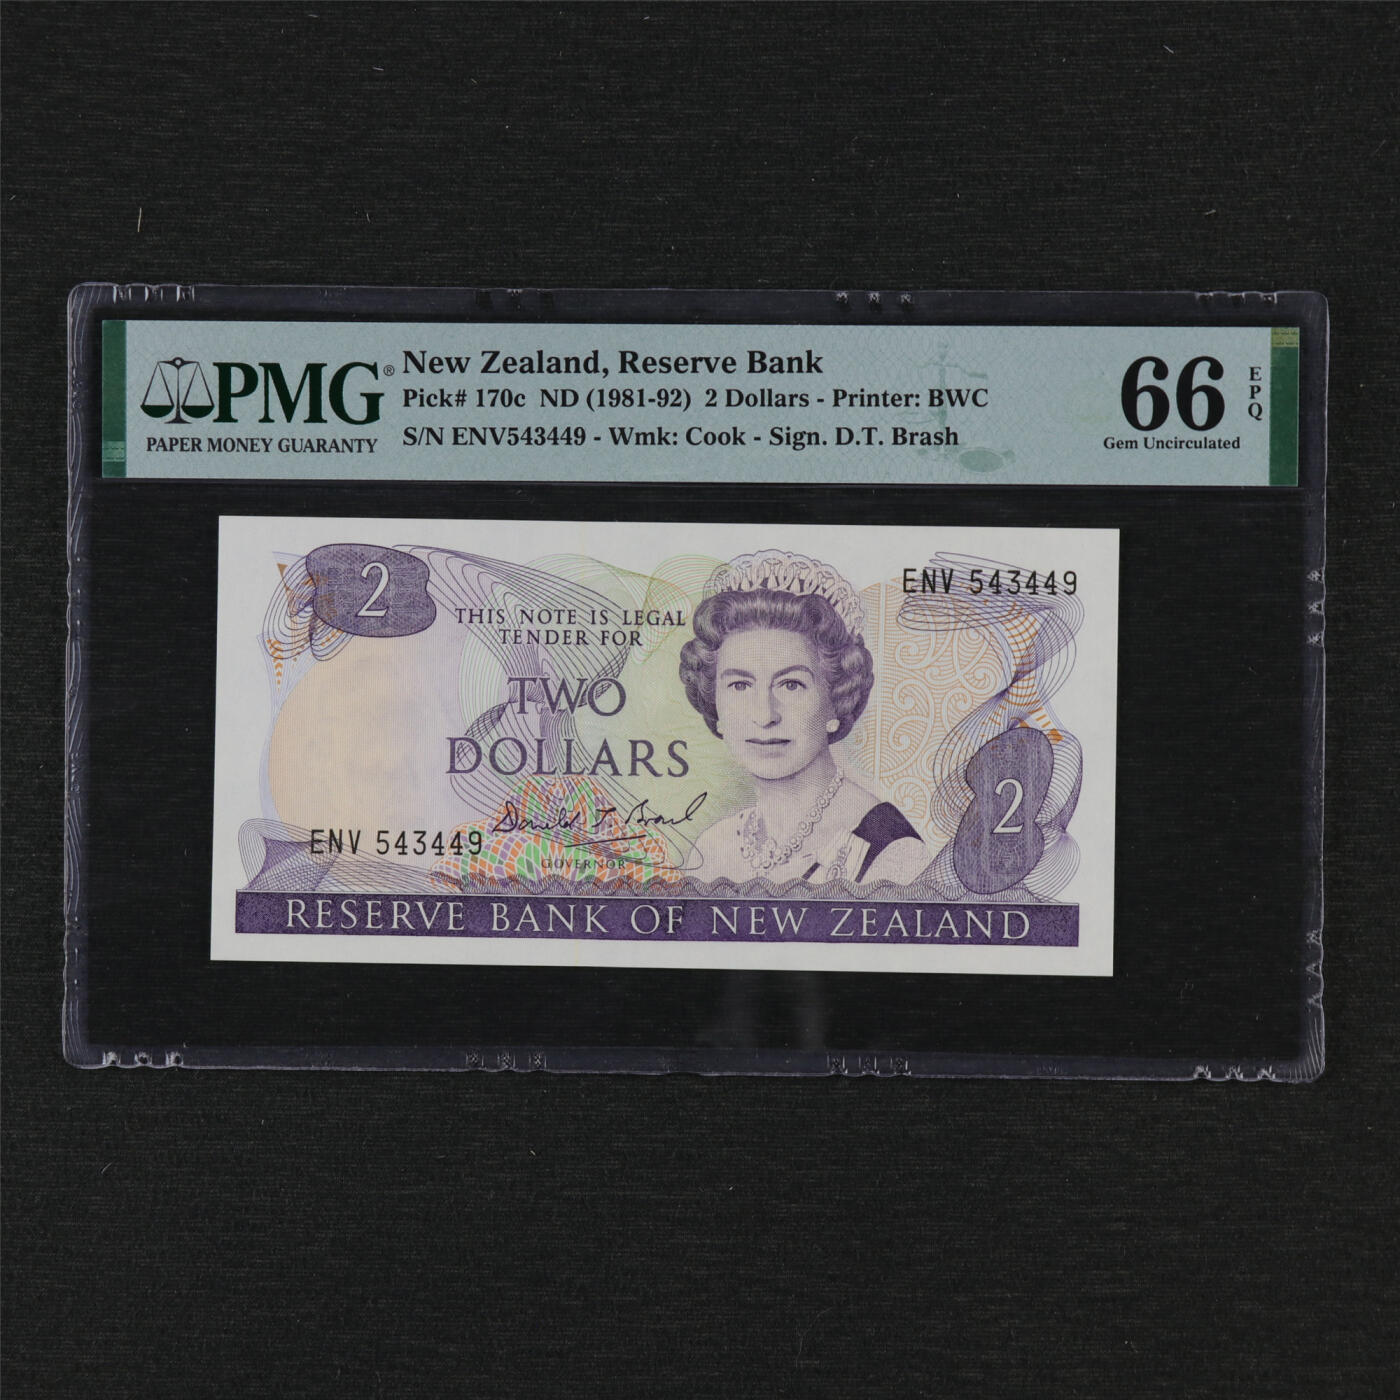 PMG®
PAPER MONEY GUARANTY
New Zealand, Reserve Bank
Pick# 170c ND (1981-92) 2 Dollars - Printer: BWC
S/N ENV543449 - Wmk: Cook - Sign. D.T. Brash
66
EPQ
Gem Uncirculated
2
ENV 543449
THIS NOTE IS LEGAL
TENDER FOR
TWO
DOLLARS
Donald T. Brash
GOVERNOR
ENV 543449
2
RESERVE BANK OF NEW ZEALAND